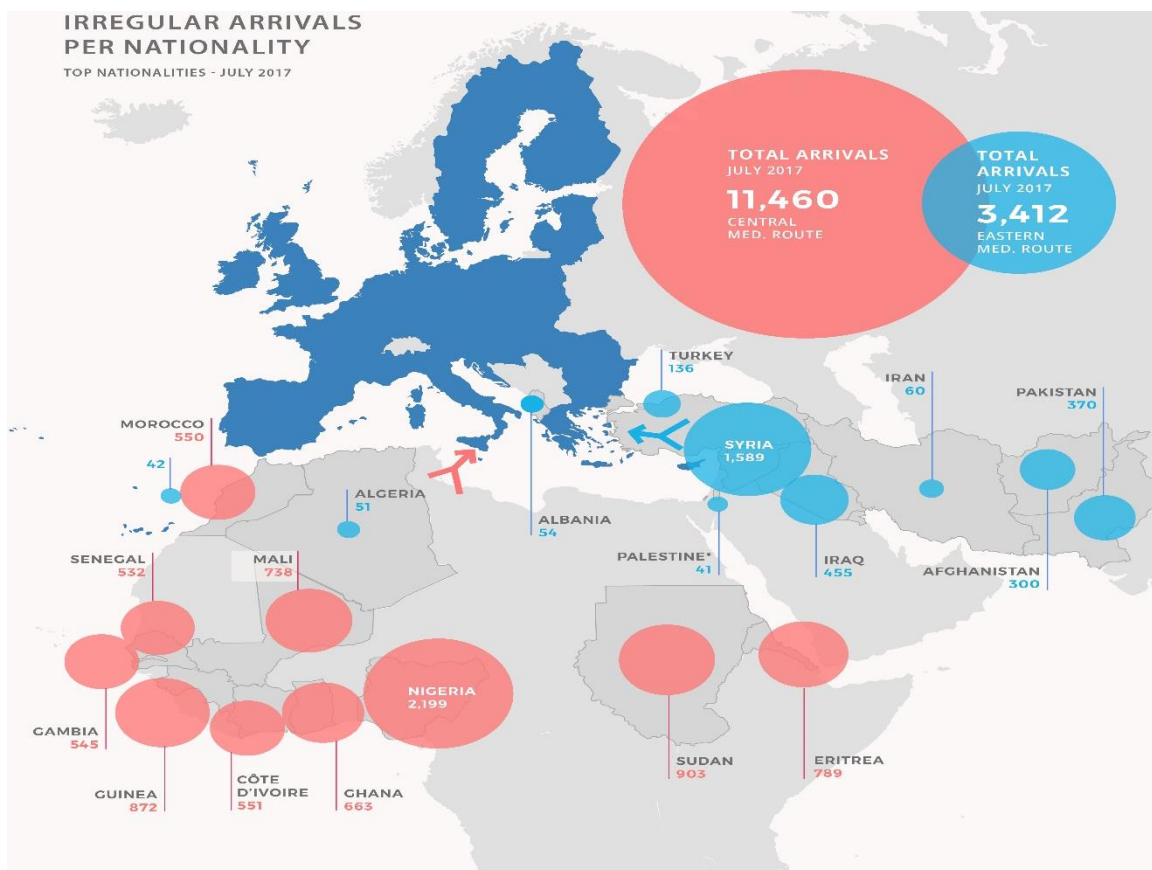 IRREGULAR ARRIVALS
PER NATIONALITY
TOP NATIONALITIES - JULY 2017
TOTAL ARRIVALS
JULY 2017
11,460
CENTRAL
MED. ROUTE
TOTAL
ARRIVALS
JULY 2017
3,412
EASTERN
MED. ROUTE
TURKEY
136
IRAN
60
PAKISTAN
370
MOROCCO
550
42
SYRIA
1,589
ALGERIA
51
ALBANIA
54
PALESTINE*
41
IRAQ
455
AFGHANISTAN
300
SENEGAL
532
MALI
738
NIGERIA
2,199
GAMBIA
545
GUINEA
872
CÔTE
D'IVOIRE
551
GHANA
663
SUDAN
903
ERITREA
789